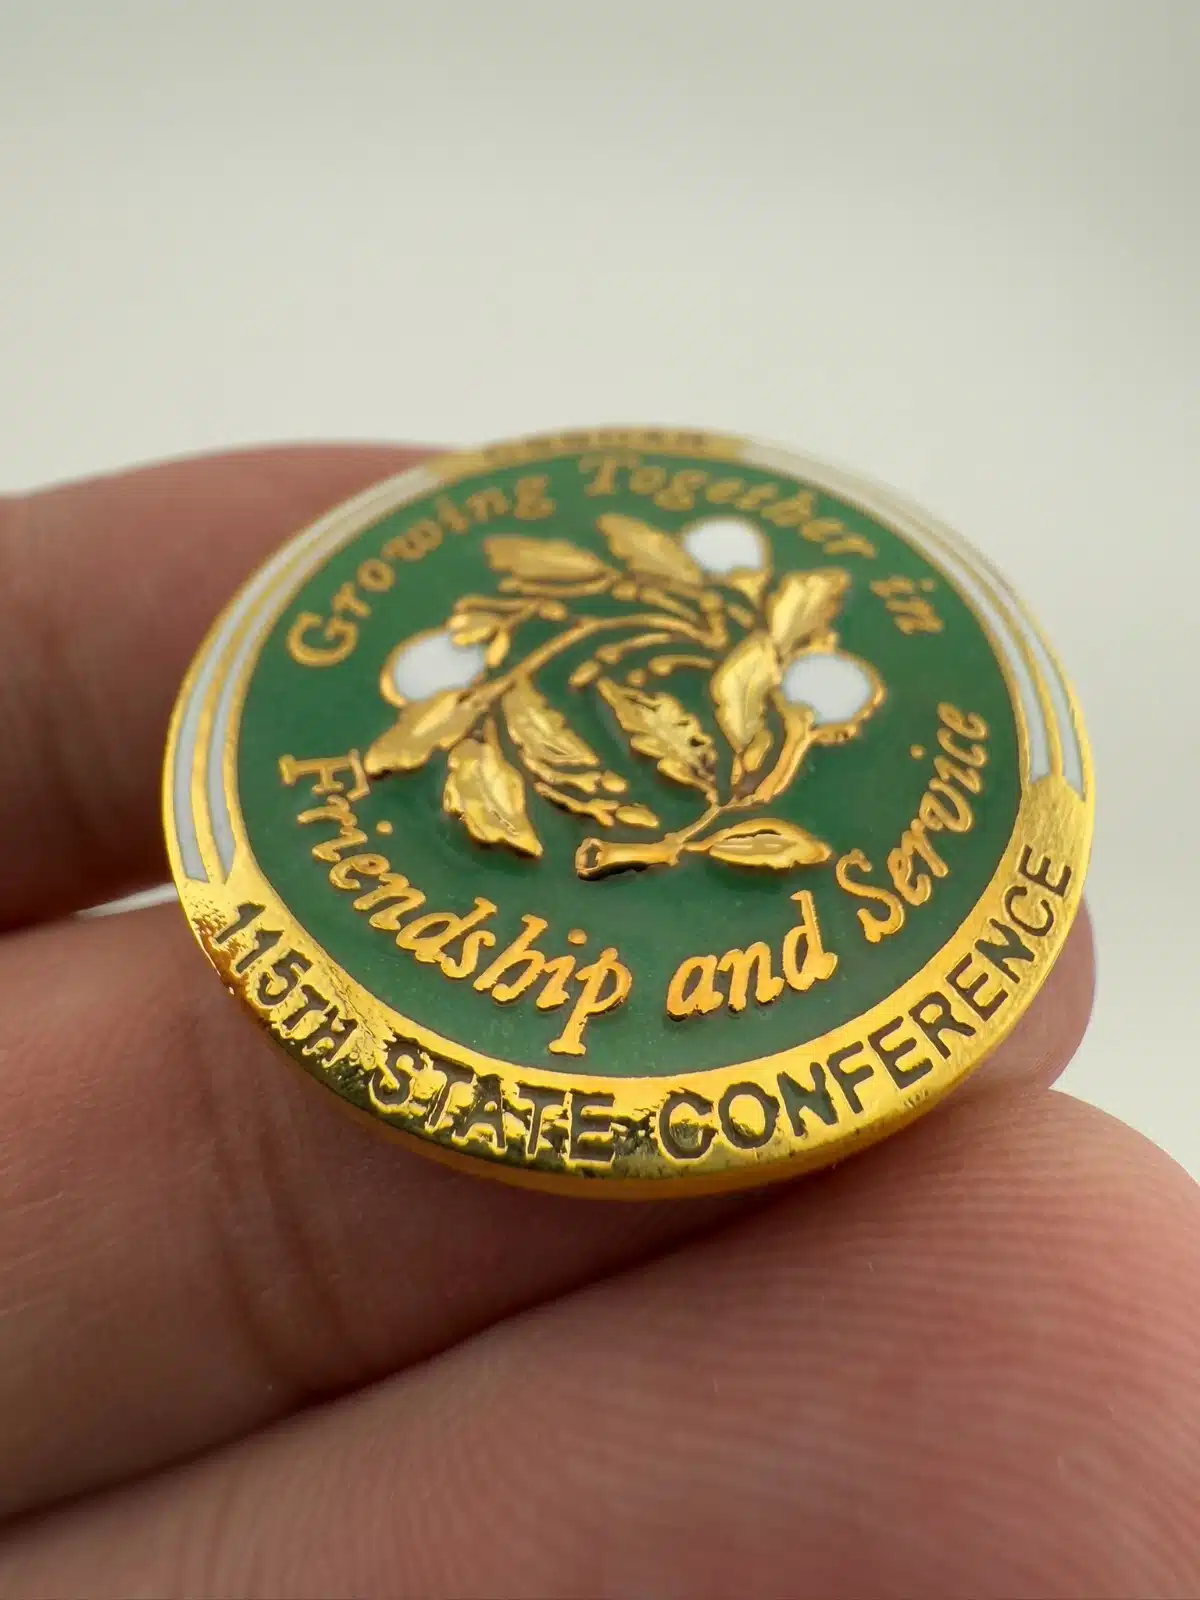 Growing Together in
Friendship and Service
115TH STATE CONFERENCE